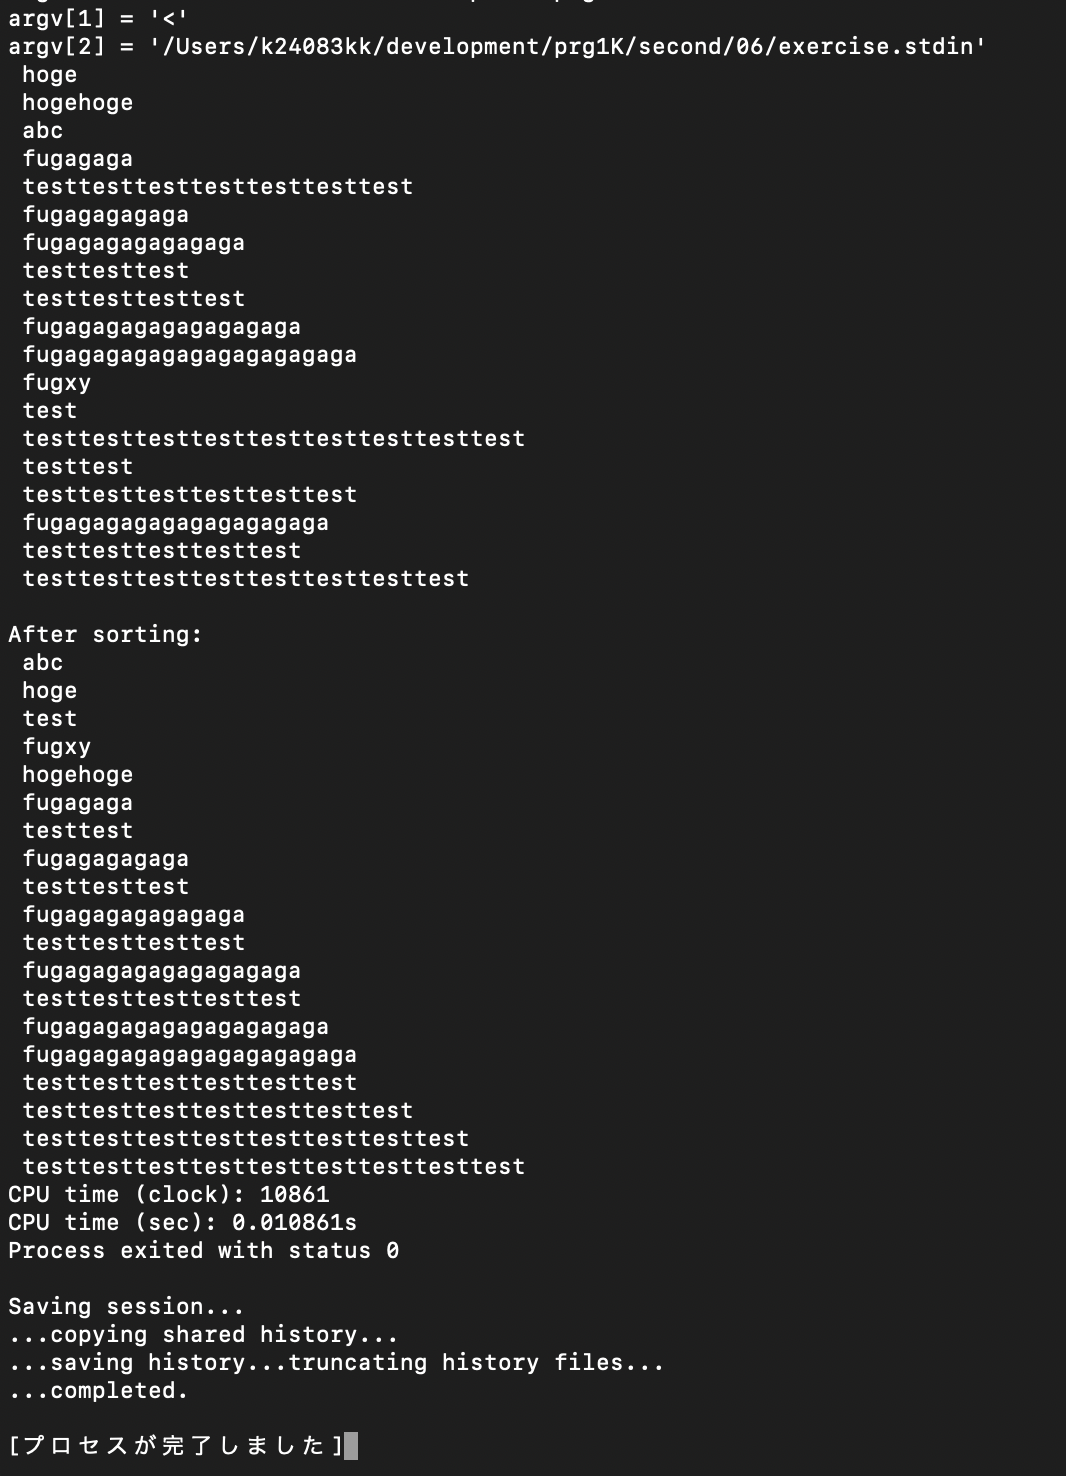 argv[1] = '<'
argv[2] = '/Users/k24083kk/development/prg1K/second/06/exercise.stdin'
hoge
hogehoge
abc
fugagaga
testtesttesttesttesttesttest
fugagagagaga
fugagagagagagaga
testtesttest
testtesttesttest
fugagagagagagagagaga
fugagagagagagagagagagaga
fugxy
test
testtesttesttesttesttesttesttesttest
testtest
testtesttesttesttesttest
fugagagagagagagagagaga
testtesttesttesttest
testtesttesttesttesttesttesttest
After sorting:
abc
hoge
test
fugxy
hogehoge
fugagaga
testtest
fugagagagaga
testtesttest
fugagagagagagaga
testtesttesttest
fugagagagagagagagaga
testtesttesttesttest
fugagagagagagagagagaga
fugagagagagagagagagagaga
testtesttesttesttesttest
testtesttesttesttesttesttest
testtesttesttesttesttesttesttest
testtesttesttesttesttesttesttesttest
CPU time (clock): 10861
CPU time (sec): 0.010861s
Process exited with status 0
Saving session...
...copying shared history...
...saving history...truncating history files...
...completed.
[プロセスが完了しました]